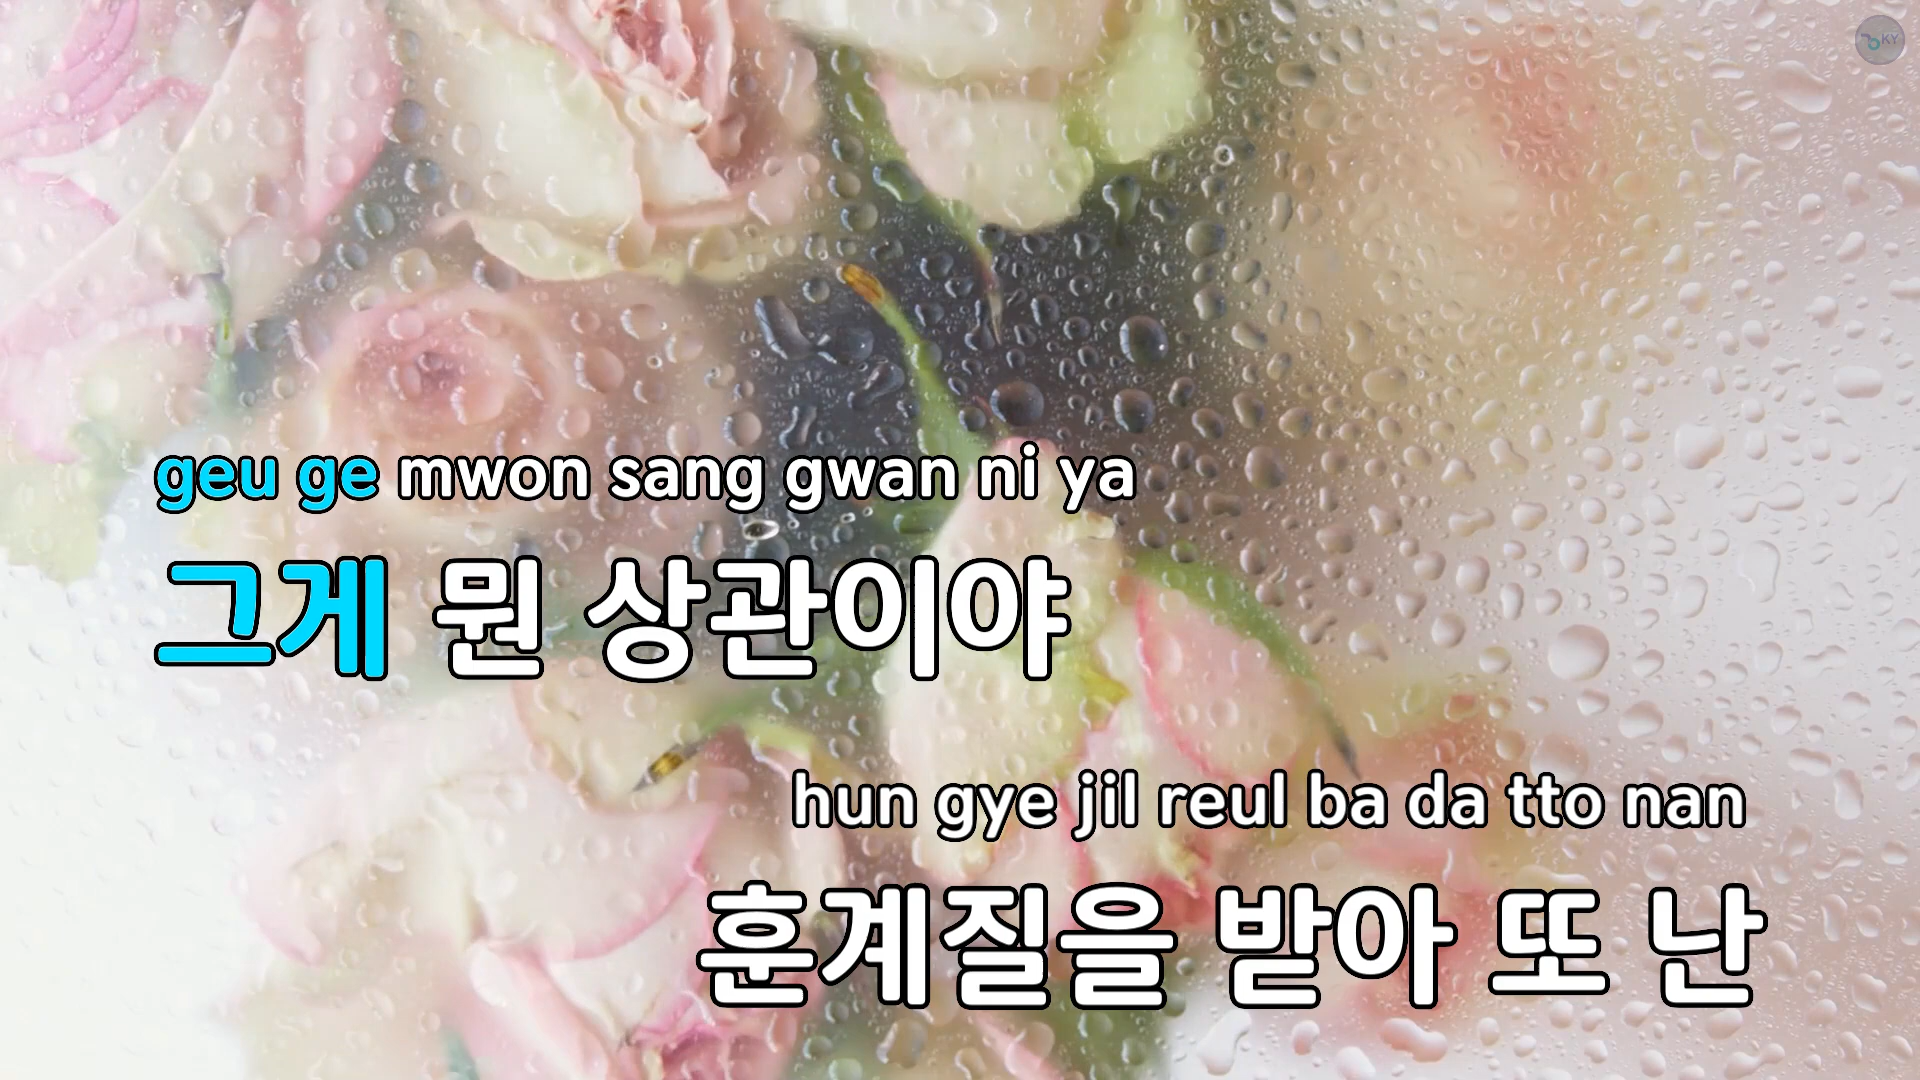 KY
geu ge mwon sang gwan ni ya
그게 뭔 상관이야
hun gye jil reul ba da tto nan
훈계질을 받아 또 난